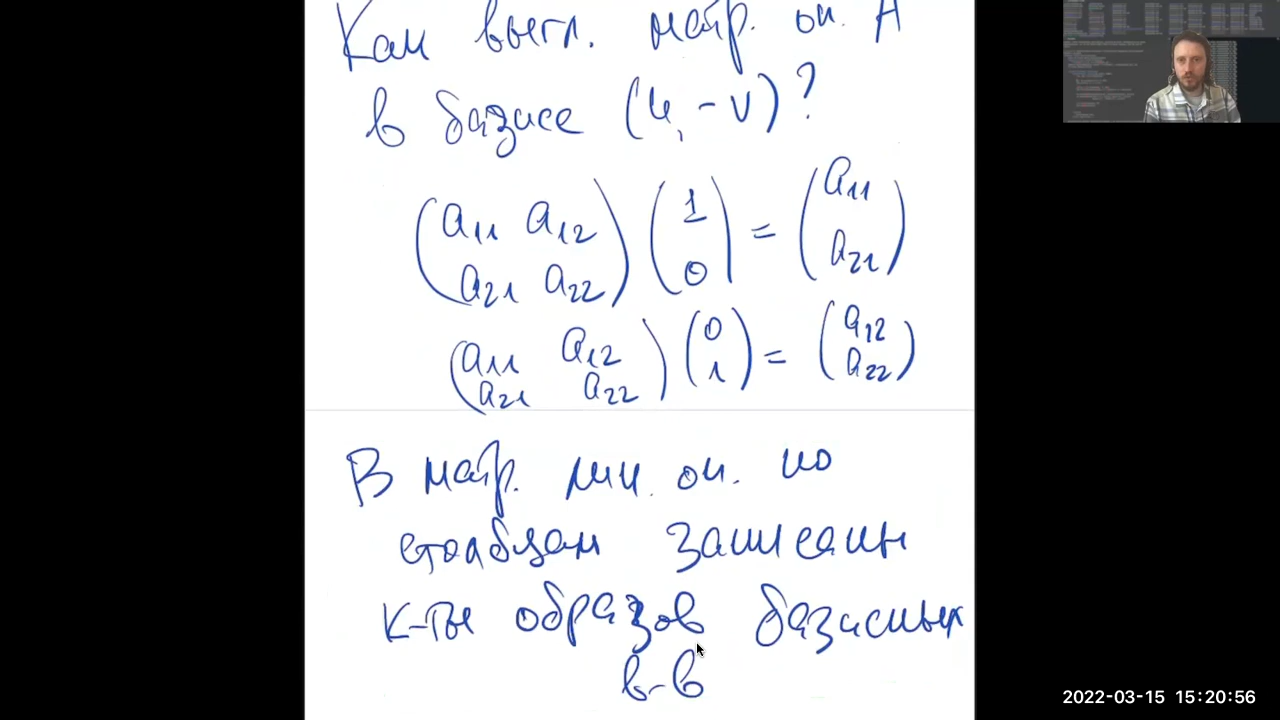 Как выгл. матр. оп. A
в базисе (u, -v)?
(a₁₁ a₁₂) (1) = (a₁₁)
(a₂₁ a₂₂) (0) (a₂₁)
(a₁₁ a₁₂) (0) = (a₁₂)
(a₂₁ a₂₂) (1) (a₂₂)
В матр. лин. оп. по
столбцам записаны
к-ты образов базисных
в-в
2022-03-15 15:20:56